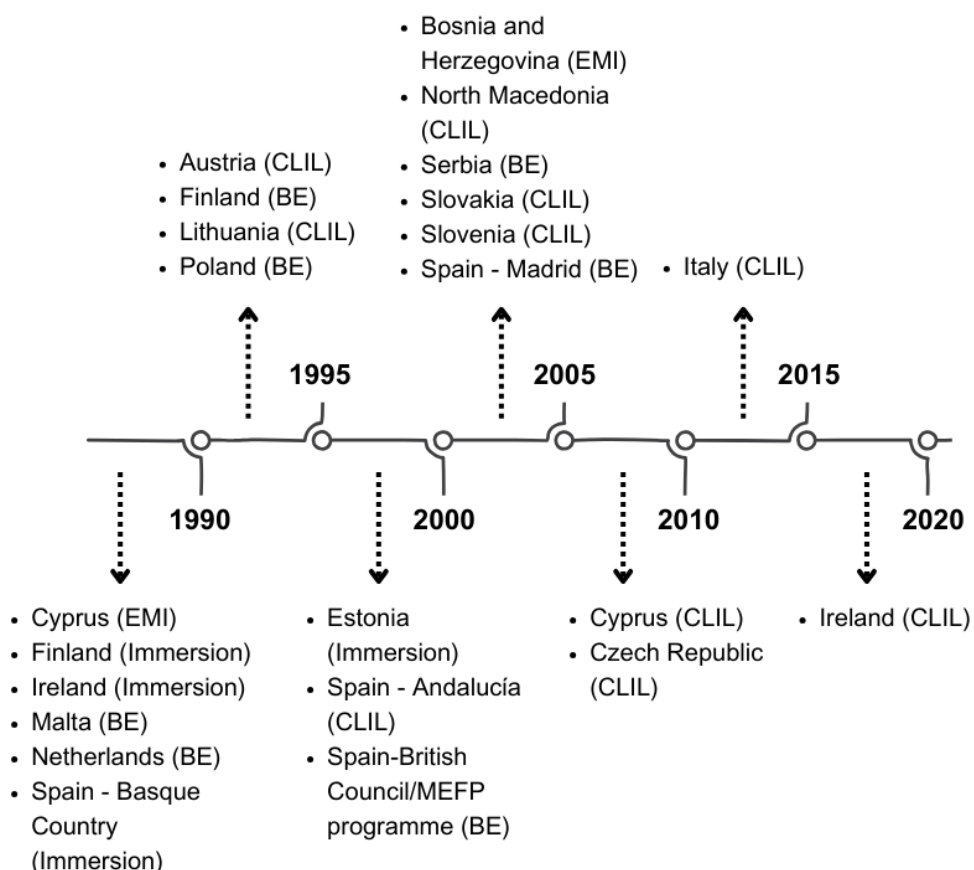 • Bosnia and
Herzegovina (EMI)
• North Macedonia
(CLIL)
• Serbia (BE)
• Slovakia (CLIL)
• Slovenia (CLIL)
• Spain - Madrid (BE)
• Austria (CLIL)
• Finland (BE)
• Lithuania (CLIL)
• Poland (BE)
• Italy (CLIL)
1995
2005
2015
1990
2000
2010
2020
• Cyprus (EMI)
• Finland (Immersion)
• Ireland (Immersion)
• Malta (BE)
• Netherlands (BE)
• Spain - Basque
Country
(Immersion)
• Estonia
(Immersion)
• Spain - Andalucía
(CLIL)
• Spain-British
Council/MEFP
programme (BE)
• Cyprus (CLIL)
• Czech Republic
(CLIL)
• Ireland (CLIL)